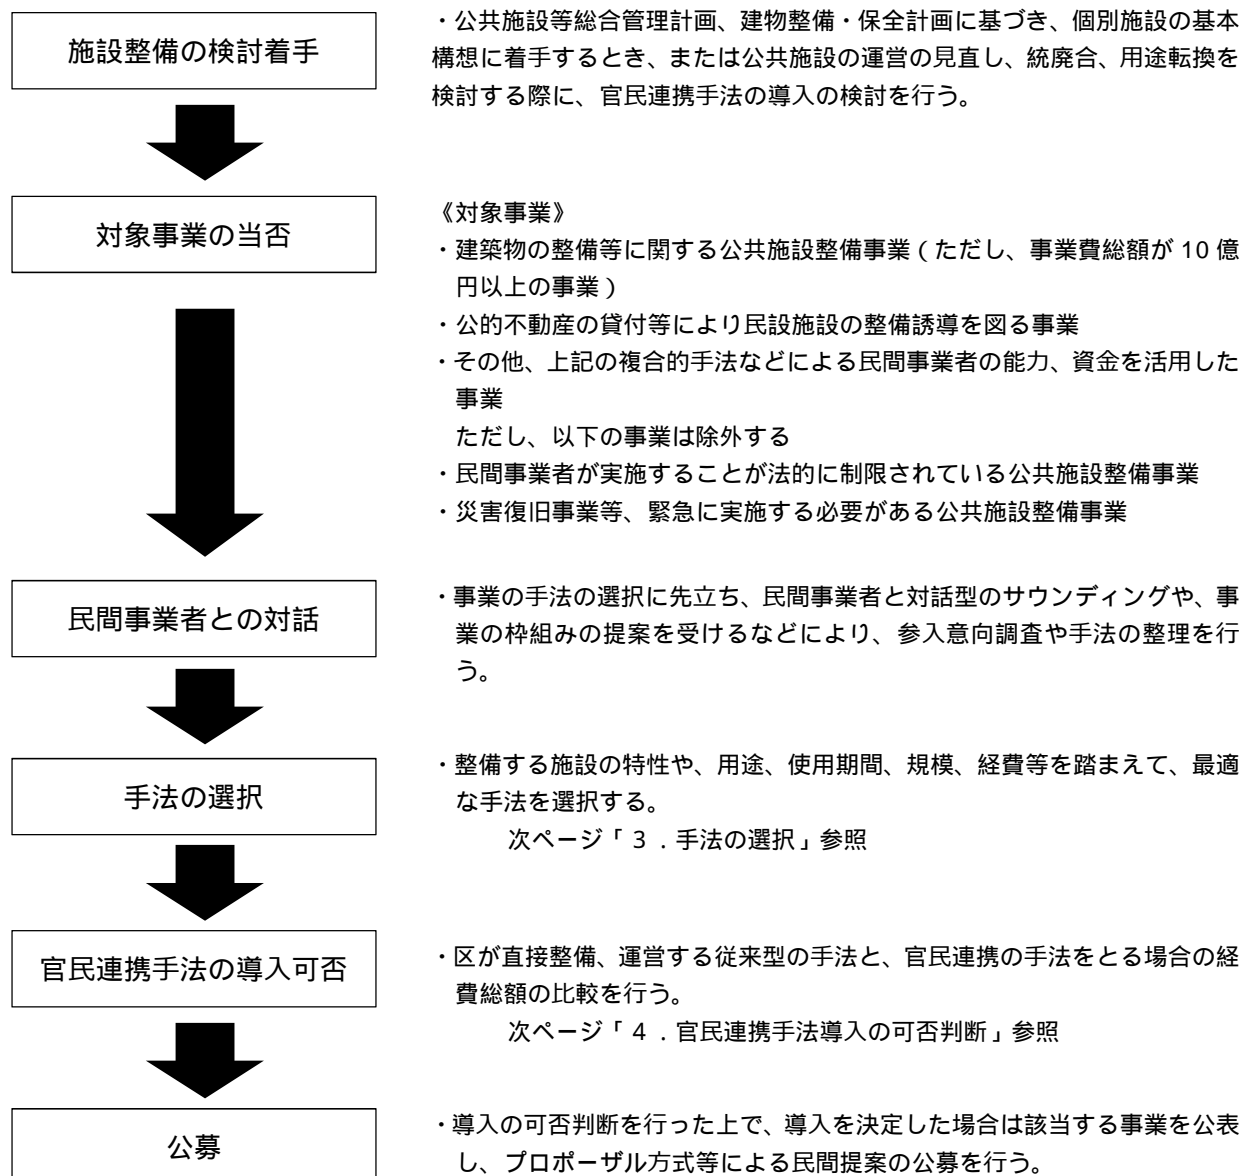 施設整備の検討着手
・公共施設等総合管理計画、建物整備・保全計画に基づき、個別施設の基本
構想に着手するとき、または公共施設の運営の見直し、統廃合、用途転換を
検討する際に、官民連携手法の導入の検討を行う。
対象事業の当否
《対象事業》
・建築物の整備等に関する公共施設整備事業(ただし、事業費総額が 10 億
円以上の事業)
・公的不動産の貸付等により民設施設の整備誘導を図る事業
・その他、上記の複合的手法などによる民間事業者の能力、資金を活用した
事業
ただし、以下の事業は除外する
・民間事業者が実施することが法的に制限されている公共施設整備事業
・災害復旧事業等、緊急に実施する必要がある公共施設整備事業
民間事業者との対話
・事業の手法の選択に先立ち、民間事業者と対話型のサウンディングや、事
業の枠組みの提案を受けるなどにより、参入意向調査や手法の整理を行
う。
手法の選択
・整備する施設の特性や、用途、使用期間、規模、経費等を踏まえて、最適
な手法を選択する。
次ページ「3.手法の選択」参照
官民連携手法の導入可否
・区が直接整備、運営する従来型の手法と、官民連携の手法をとる場合の経
費総額の比較を行う。
次ページ「4.官民連携手法導入の可否判断」参照
公募
・導入の可否判断を行った上で、導入を決定した場合は該当する事業を公表
し、プロポーザル方式等による民間提案の公募を行う。